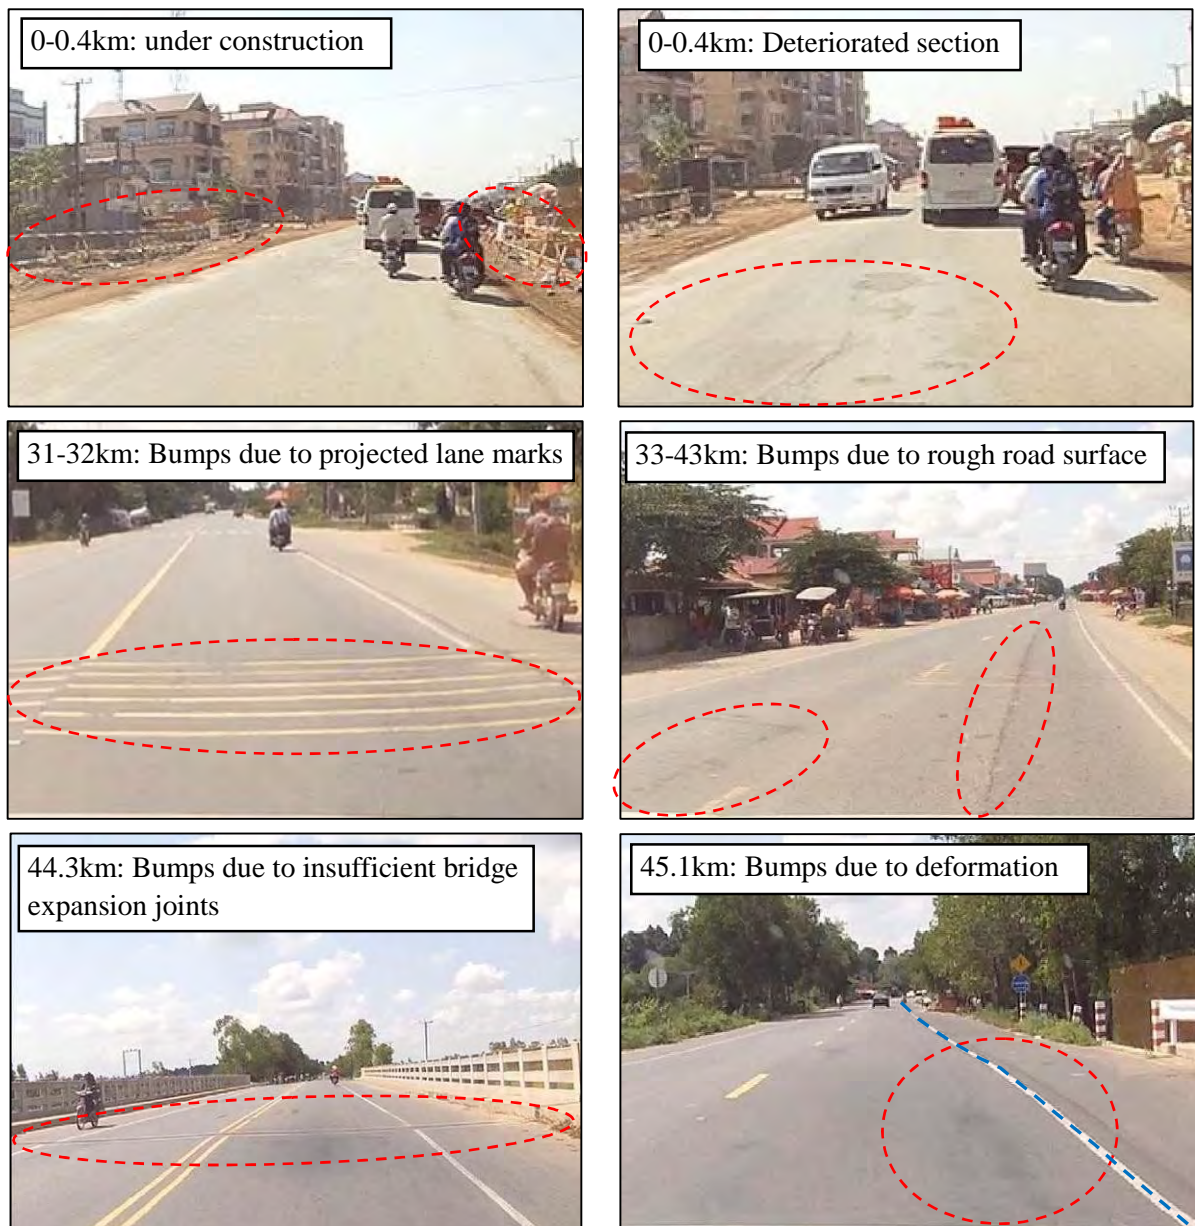 0-0.4km: under construction
0-0.4km: Deteriorated section
31-32km: Bumps due to projected lane marks
33-43km: Bumps due to rough road surface
44.3km: Bumps due to insufficient bridge
expansion joints
45.1km: Bumps due to deformation